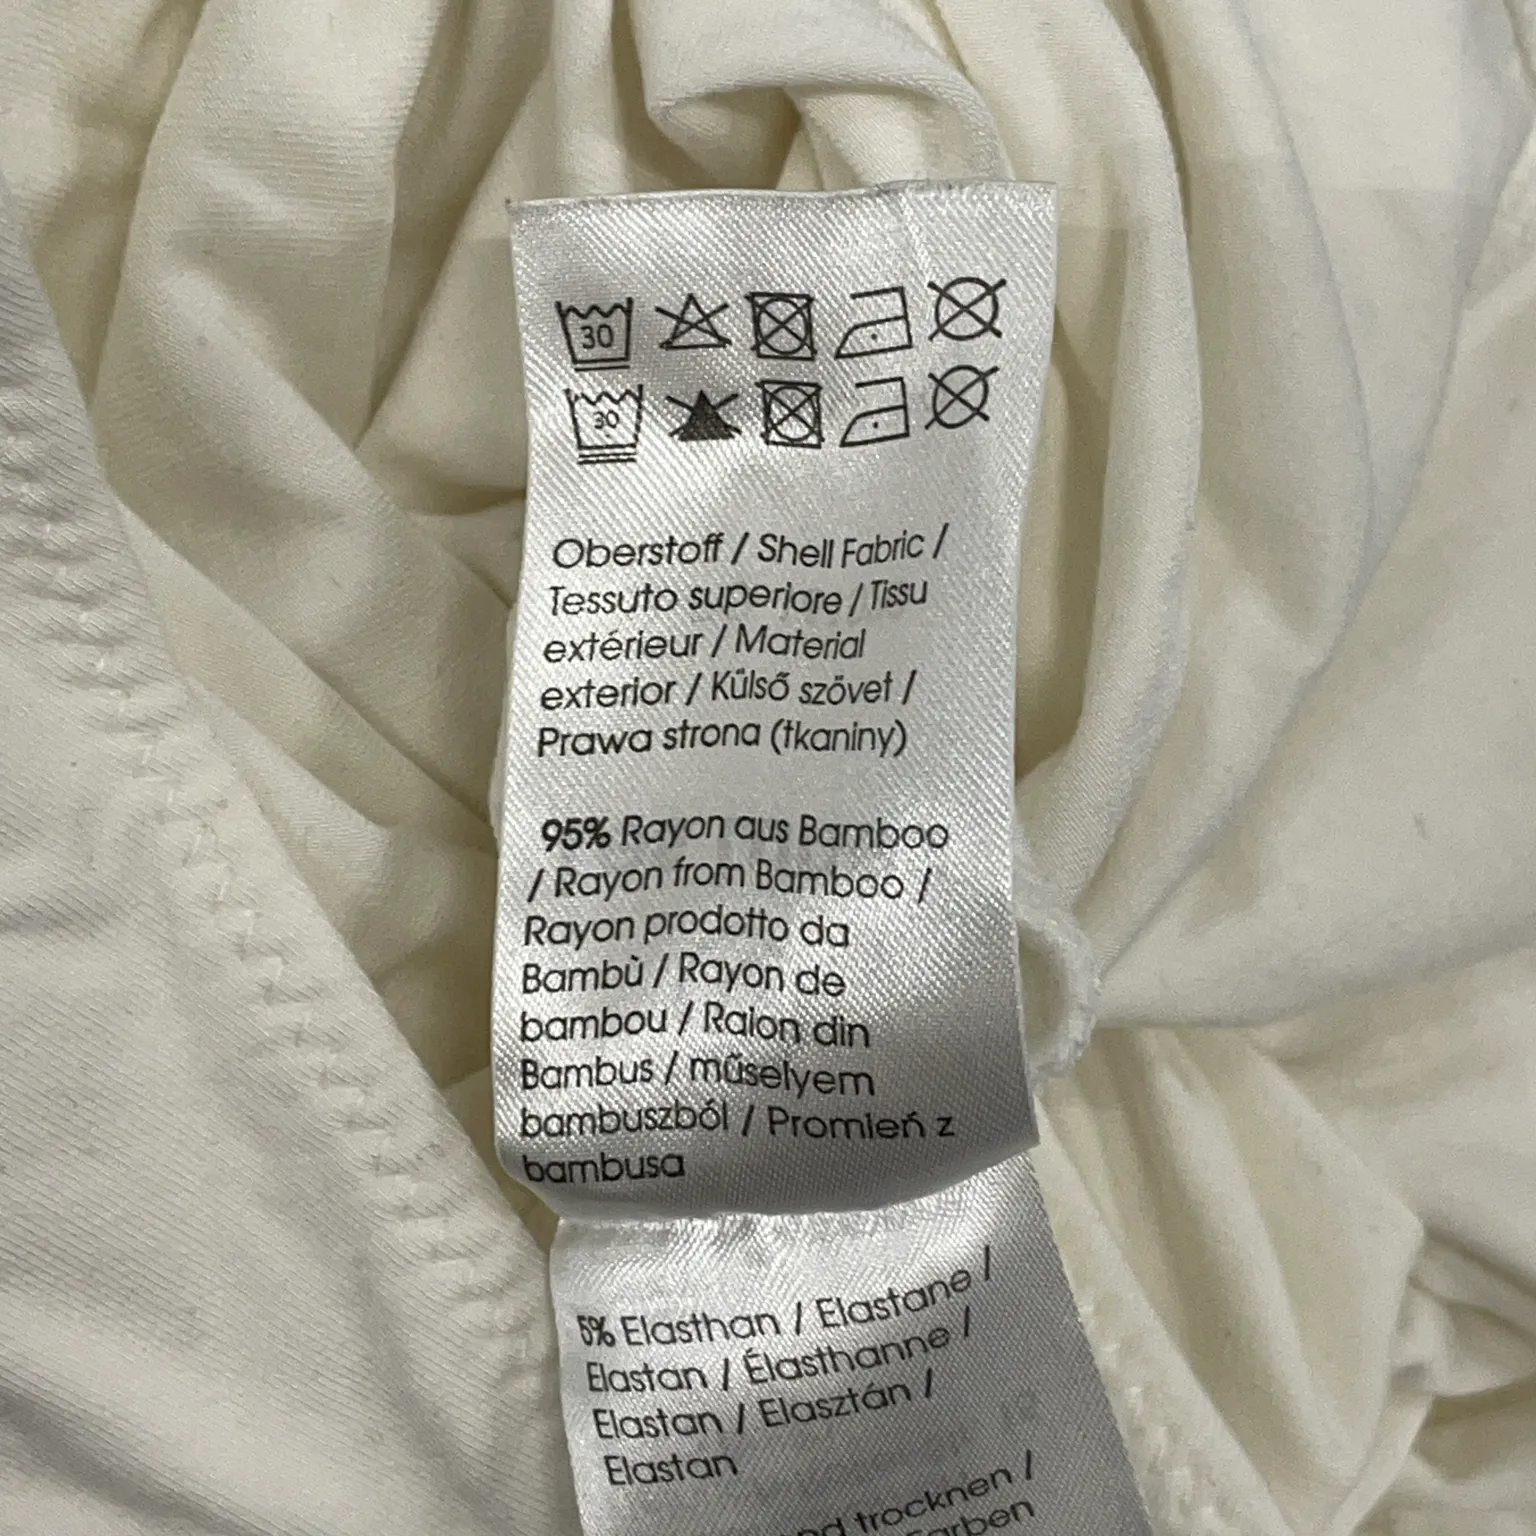 30
30
Oberstoff / Shell Fabric /
Tessuto superiore / Tissu
extérieur / Material
exterior / Külső szövet /
Prawa strona (tkaniny)
95% Rayon aus Bamboo
/ Rayon from Bamboo /
Rayon prodotto da
Bambù / Rayon de
bambou / Raion din
Bambus / műselyem
bambuszból / Promień z
bambusa
5% Elasthan / Elastane /
Elastan / Élasthanne /
Elastan / Elasztán /
Elastan
trocknen /
Farben